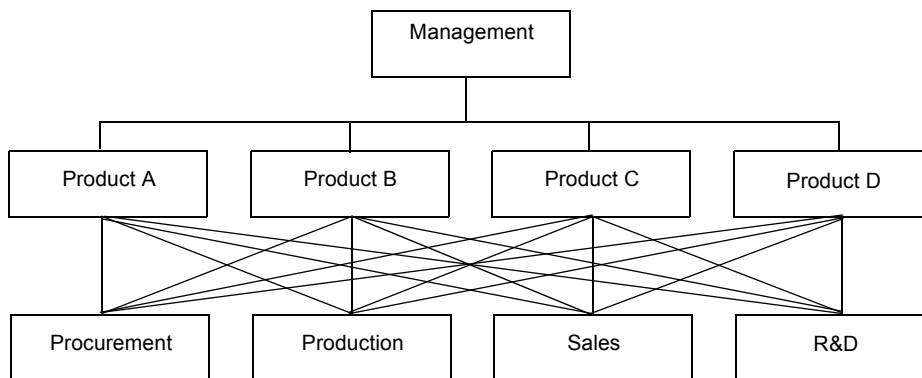 Management
Product A
Product B
Product C
Product D
Procurement
Production
Sales
R&D